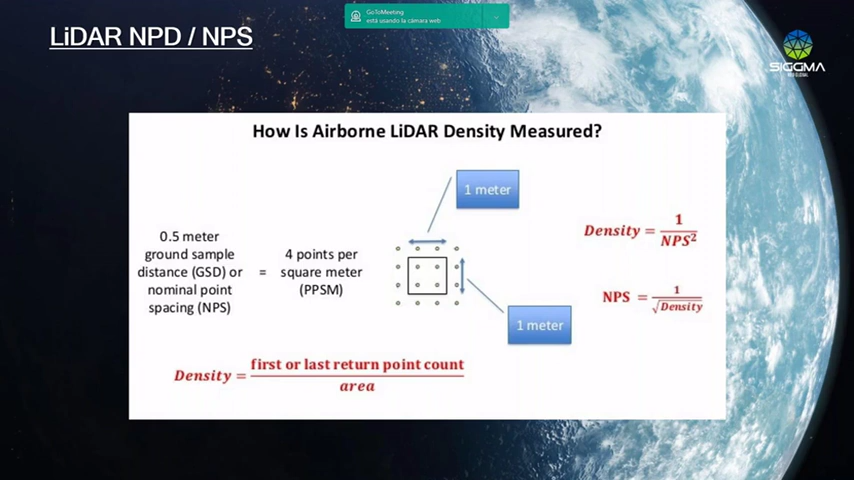 GoToMeeting
está usando la cámara web
LiDAR NPD / NPS
SIGGMA
How Is Airborne LiDAR Density Measured?
1 meter
0.5 meter
ground sample
distance (GSD) or
nominal point
spacing (NPS)
=
4 points per
square meter
(PPSM)
1 meter
Density = 1 / NPS²
NPS = 1 / √Density
Density = first or last return point count / area